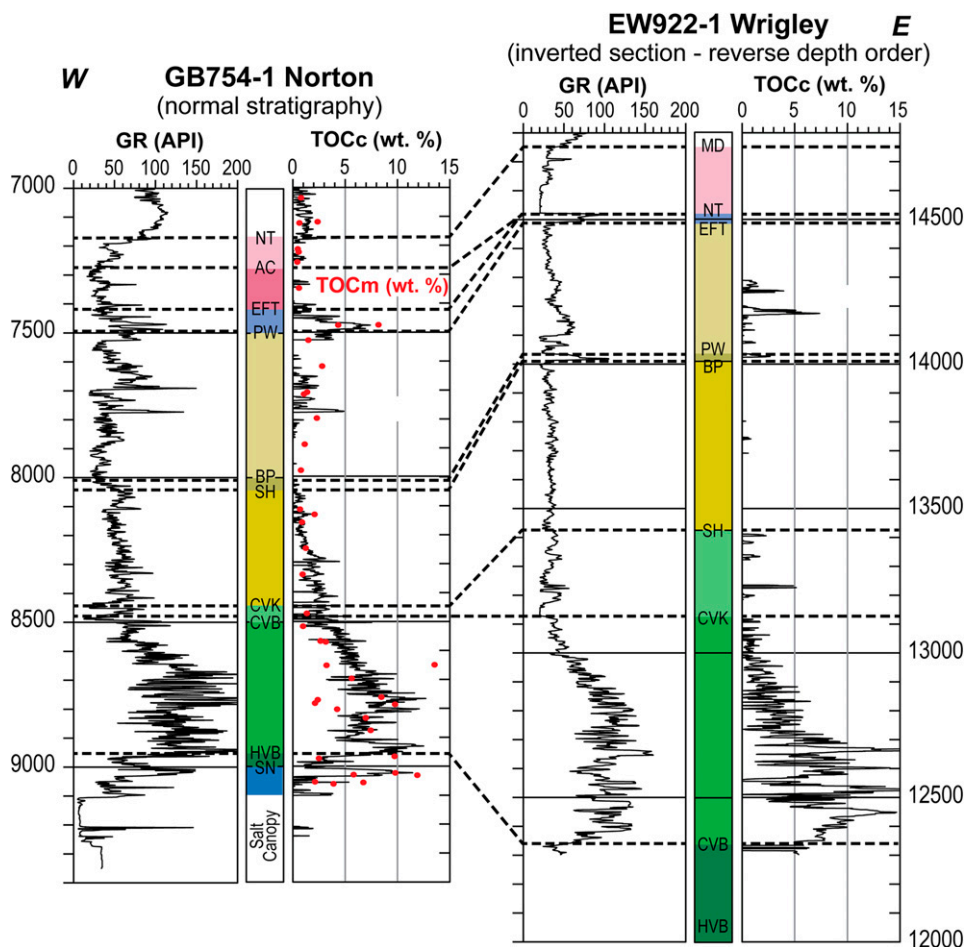 EW922-1 Wrigley E
(inverted section - reverse depth order)
W GB754-1 Norton
(normal stratigraphy)
GR (API) TOCc (wt. %)
0 50 100 150 200 0 5 10 15
GR (API) TOCc (wt. %)
0 50 100 150 200 0 5 10 15
7000
7500
8000
8500
9000
NT
AC
EFT
PW
BP
SH
CVK
CVB
HVB
SN
Salt
Canopy
TOCm (wt. %)
MD
NT
EFT
PW
BP
SH
CVK
CVB
HVB
14500
14000
13500
13000
12500
12000